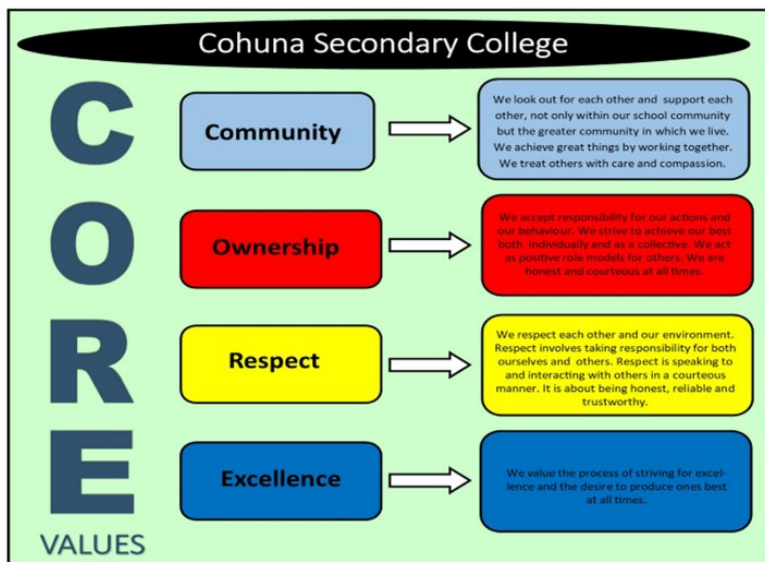 Cohuna Secondary College
C
Community
We look out for each other and support each
other, not only within our school community
but the greater community in which we live.
We achieve great things by working together.
We treat others with care and compassion.
O
Ownership
We accept responsibility for our actions and
our behaviour. We strive to achieve our best
both individually and as a collective. We act
as positive role models for others. We are
honest and courteous at all times.
R
Respect
We respect each other and our environment.
Respect involves taking responsibility for both
ourselves and others. Respect is speaking to
and interacting with others in a courteous
manner. It is about being honest, reliable and
trustworthy.
E
Excellence
We value the process of striving for excel-
lence and the desire to produce ones best
at all times.
VALUES